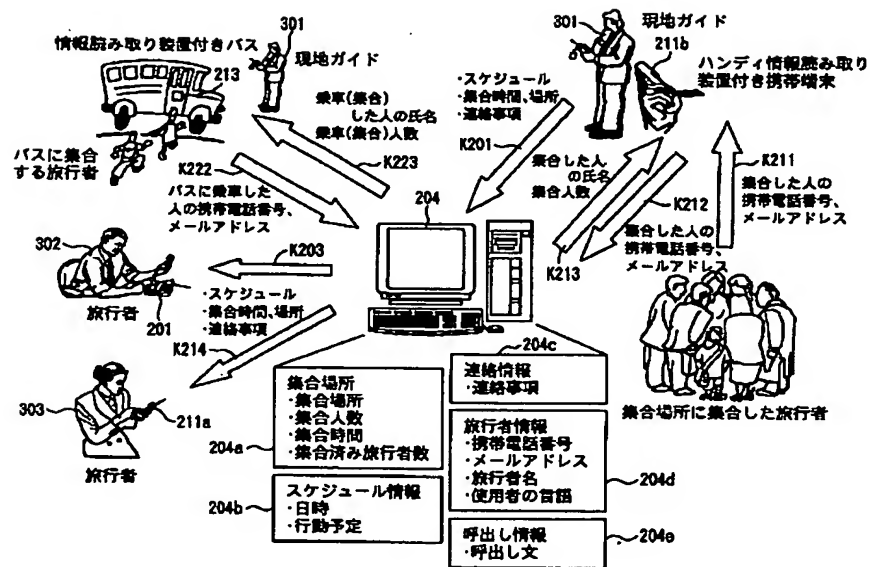 情報読み取り装置付きバス
213
301
現地ガイド
乗車(集合)
した人の氏名
乗車(集合)人数
バスに集合
する旅行者
K222
K223
バスに乗車した
人の携帯電話番号、
メールアドレス
301
現地ガイド
211b
ハンディ情報読み取り
装置付き携帯端末
・スケジュール
・集合時間、場所
・連絡事項
K201
集合した人
の氏名
集合人数
K211
集合した人の
携帯電話番号、
メールアドレス
K212
集合した人の
携帯電話番号、
メールアドレス
K213
204
302
K203
旅行者
201
・スケジュール
・集合時間、場所
・連絡事項
K214
303
211a
旅行者
集合場所に集合した旅行者
集合場所
・集合場所
・集合人数
・集合時間
・集合済み旅行者数
204a
スケジュール情報
・日時
・行動予定
204b
204c
連絡情報
・連絡事項
旅行者情報
・携帯電話番号
・メールアドレス
・旅行者名
・使用者の言語
204d
呼出し情報
・呼出し文
204e